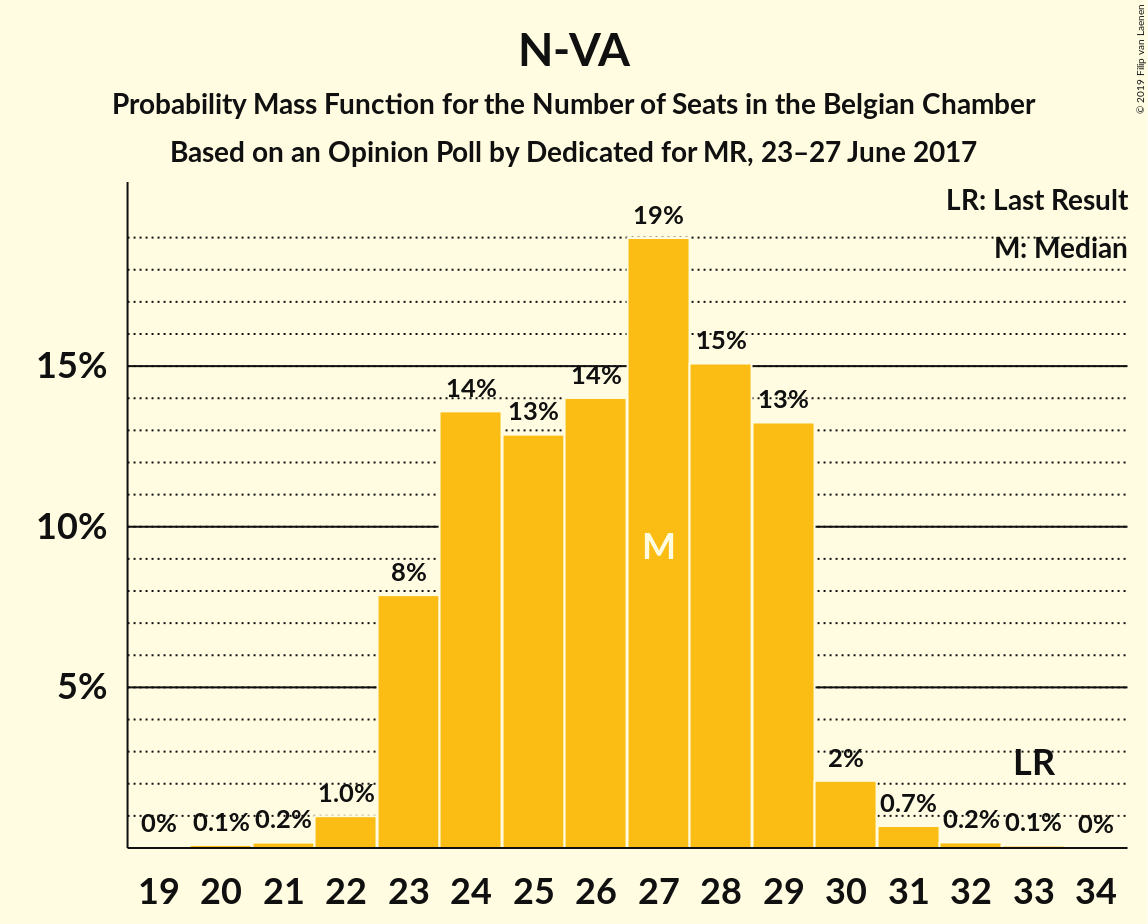 N-VA
Probability Mass Function for the Number of Seats in the Belgian Chamber
Based on an Opinion Poll by Dedicated for MR, 23–27 June 2017
© 2019 Filip van Laenen
LR: Last Result
M: Median
19%
15%
15%
14%
14%
13%
13%
10%
M
8%
5%
LR
2%
1.0%
0.7%
0%
0.1%
0.2%
0.2%
0.1%
0%
19 20 21 22 23 24 25 26 27 28 29 30 31 32 33 34